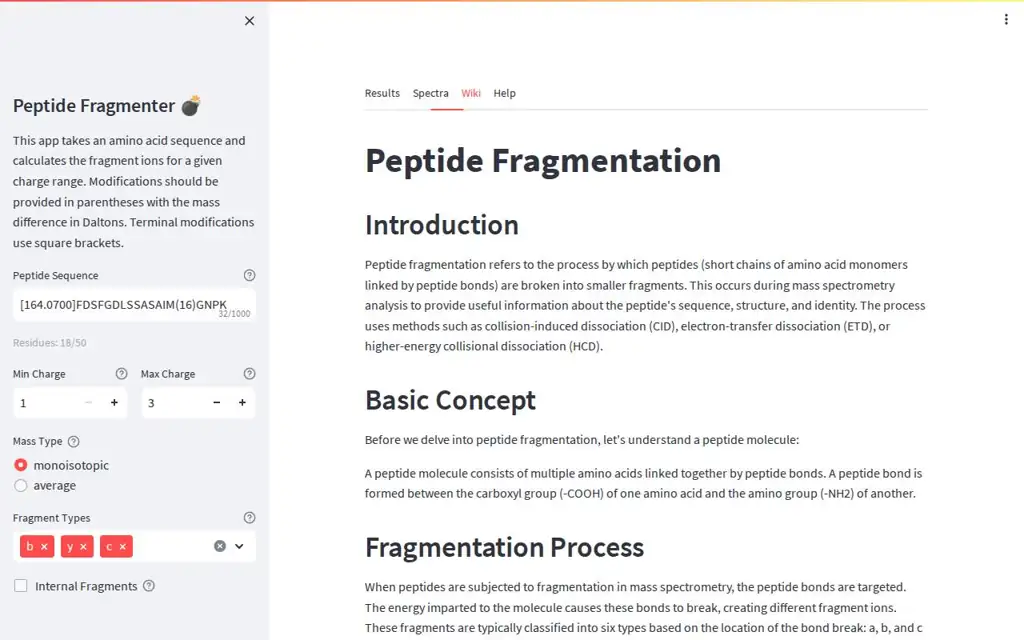 Peptide Fragmenter 💣
This app takes an amino acid sequence and
calculates the fragment ions for a given
charge range. Modifications should be
provided in parentheses with the mass
difference in Daltons. Terminal modifications
use square brackets.
Peptide Sequence
[164.0700]FDSFGDLSSASAIM(16)GNPK
32/1000
Residues: 18/50
Min Charge
Max Charge
1
3
Mass Type
monoisotopic
average
Fragment Types
b y c
Internal Fragments
Results Spectra Wiki Help
Peptide Fragmentation
Introduction
Peptide fragmentation refers to the process by which peptides (short chains of amino acid monomers
linked by peptide bonds) are broken into smaller fragments. This occurs during mass spectrometry
analysis to provide useful information about the peptide's sequence, structure, and identity. The process
uses methods such as collision-induced dissociation (CID), electron-transfer dissociation (ETD), or
higher-energy collisional dissociation (HCD).
Basic Concept
Before we delve into peptide fragmentation, let's understand a peptide molecule:
A peptide molecule consists of multiple amino acids linked together by peptide bonds. A peptide bond is
formed between the carboxyl group (-COOH) of one amino acid and the amino group (-NH2) of another.
Fragmentation Process
When peptides are subjected to fragmentation in mass spectrometry, the peptide bonds are targeted.
The energy imparted to the molecule causes these bonds to break, creating different fragment ions.
These fragments are typically classified into six types based on the location of the bond break: a, b, and c